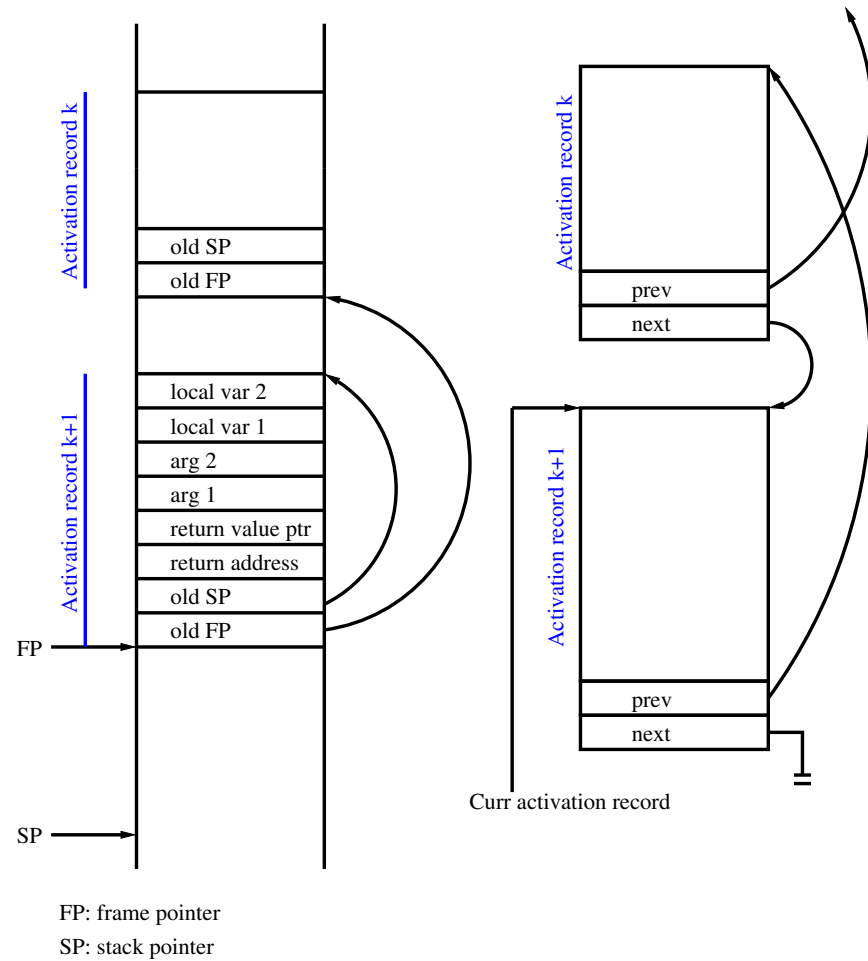 Activation record k
old SP
old FP
local var 2
local var 1
arg 2
arg 1
return value ptr
return address
old SP
old FP
Activation record k+1
FP
SP
FP: frame pointer
SP: stack pointer
Activation record k
prev
next
Activation record k+1
prev
next
Curr activation record